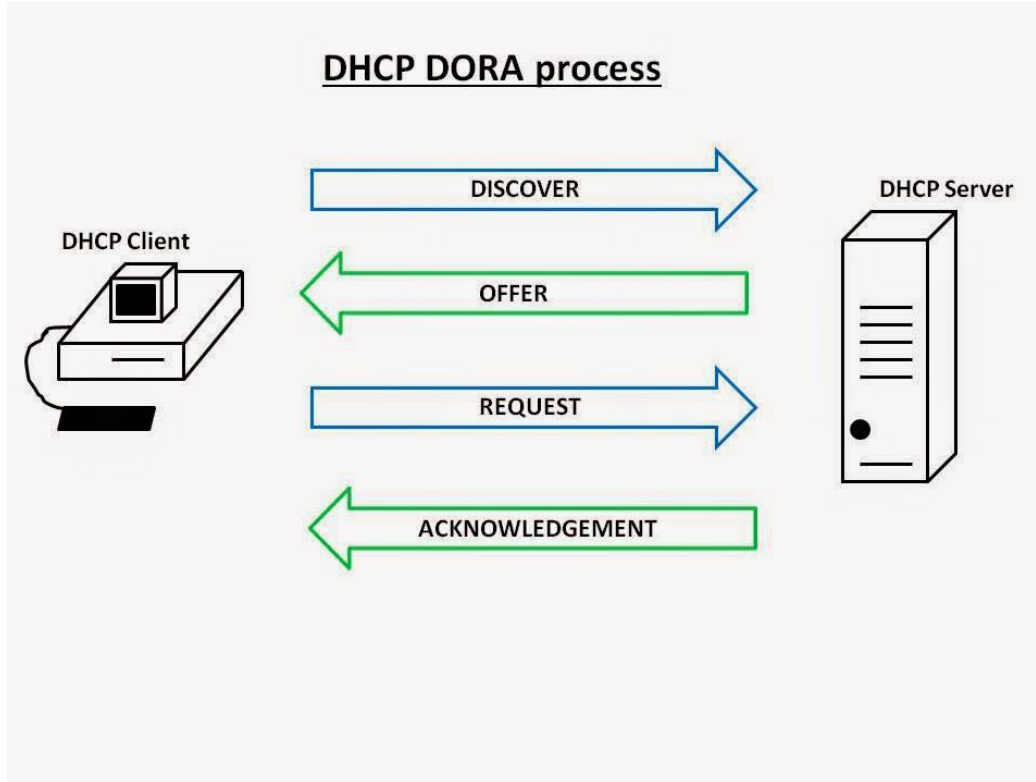 DHCP DORA process
DISCOVER
DHCP Server
DHCP Client
OFFER
REQUEST
ACKNOWLEDGEMENT